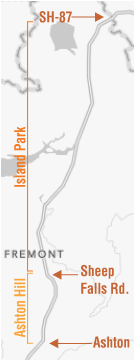 SH-87
Island Park
FREMONT
Sheep
Falls Rd.
Ashton Hill
Ashton